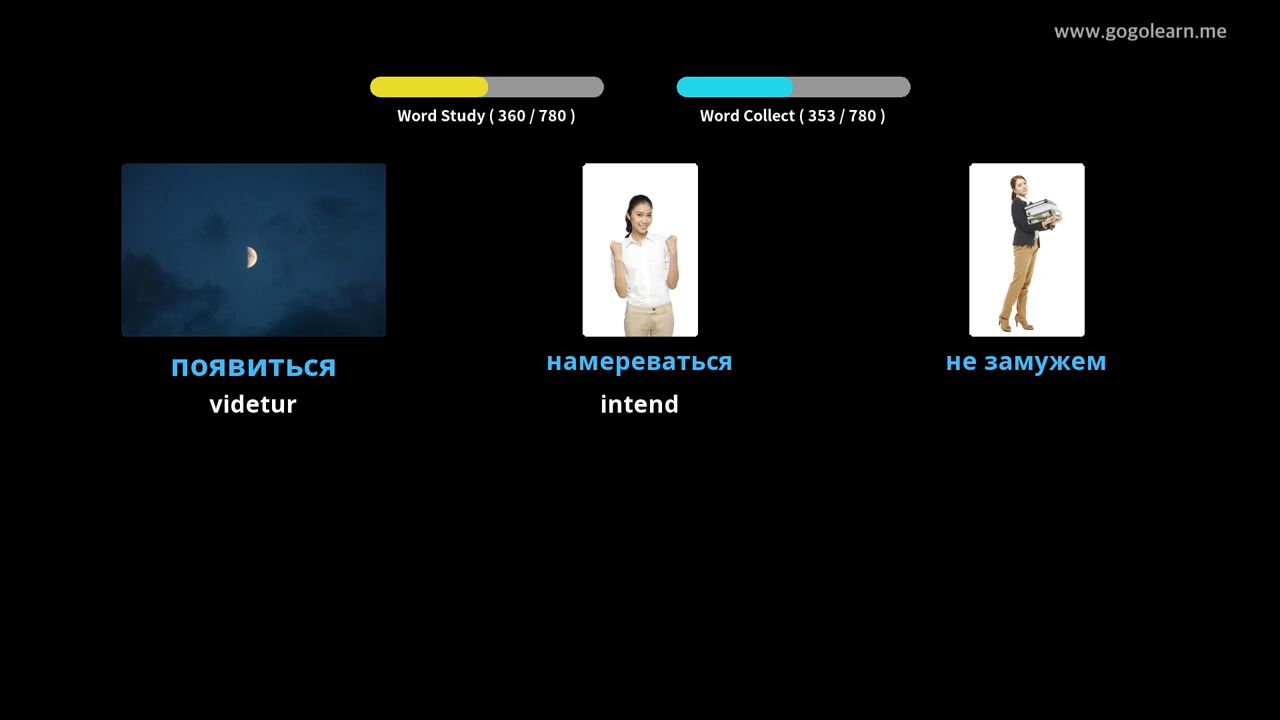 www.gogolearn.me
Word Study ( 360 / 780 )
Word Collect ( 353 / 780 )
появиться
намереваться
не замужем
videtur
intend